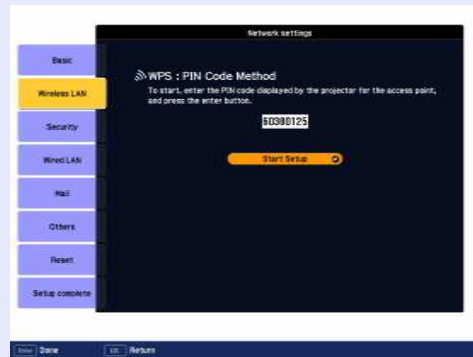 Network settings
Basic
Wireless LAN
Security
Wired LAN
Mail
Others
Reset
Setup complete
WPS : PIN Code Method
To start, enter the PIN code displayed by the projector for the access point,
and press the enter button.
60380125
Start Setup
Enter Done
ESC Return